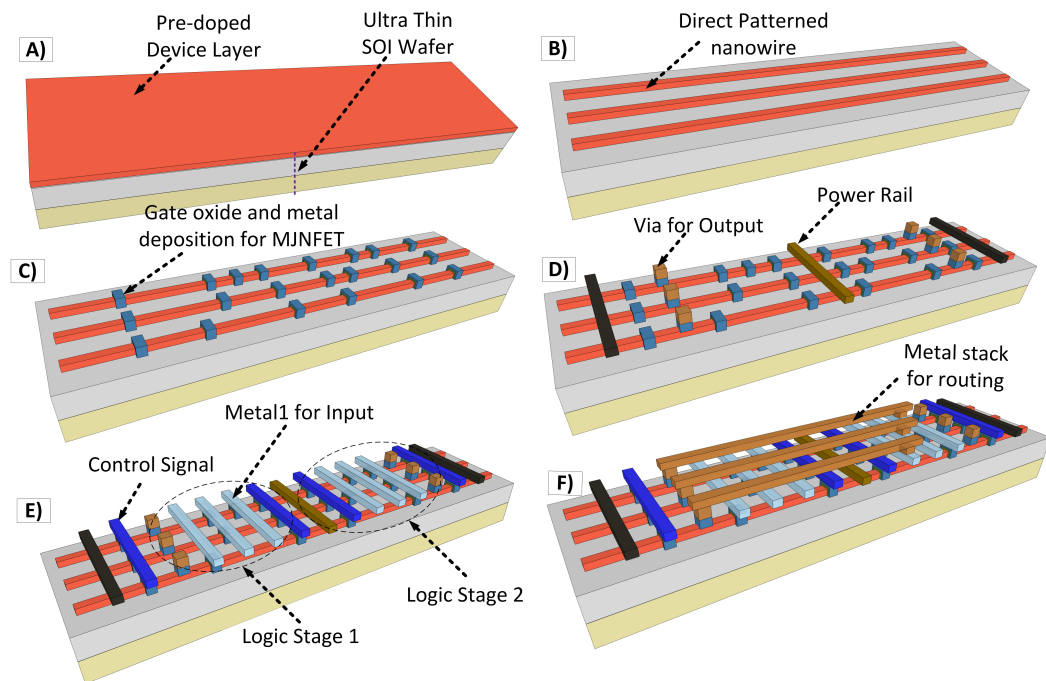 A)
Pre-doped
Device Layer
Ultra Thin
SOI Wafer
B)
Direct Patterned
nanowire
C)
Gate oxide and metal
deposition for MJNFET
D)
Via for Output
Power Rail
E)
Control Signal
Metal1 for Input
Logic Stage 1
Logic Stage 2
F)
Metal stack
for routing